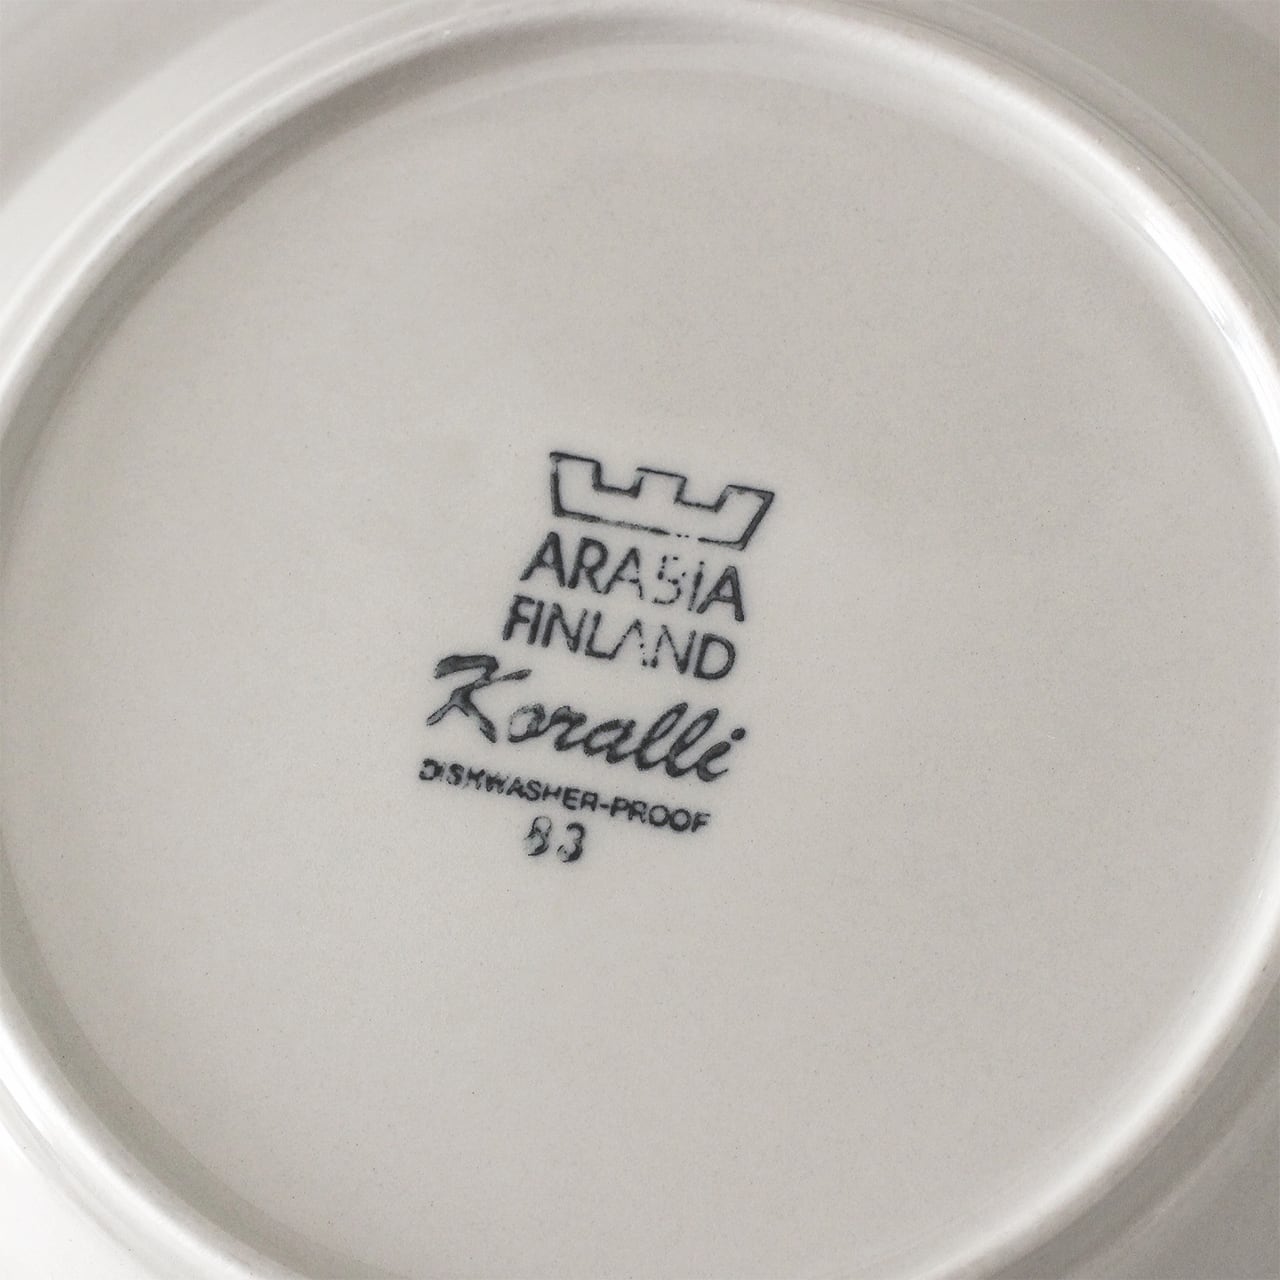 ARABIA
FINLAND
Koralli
DISHWASHER-PROOF
83